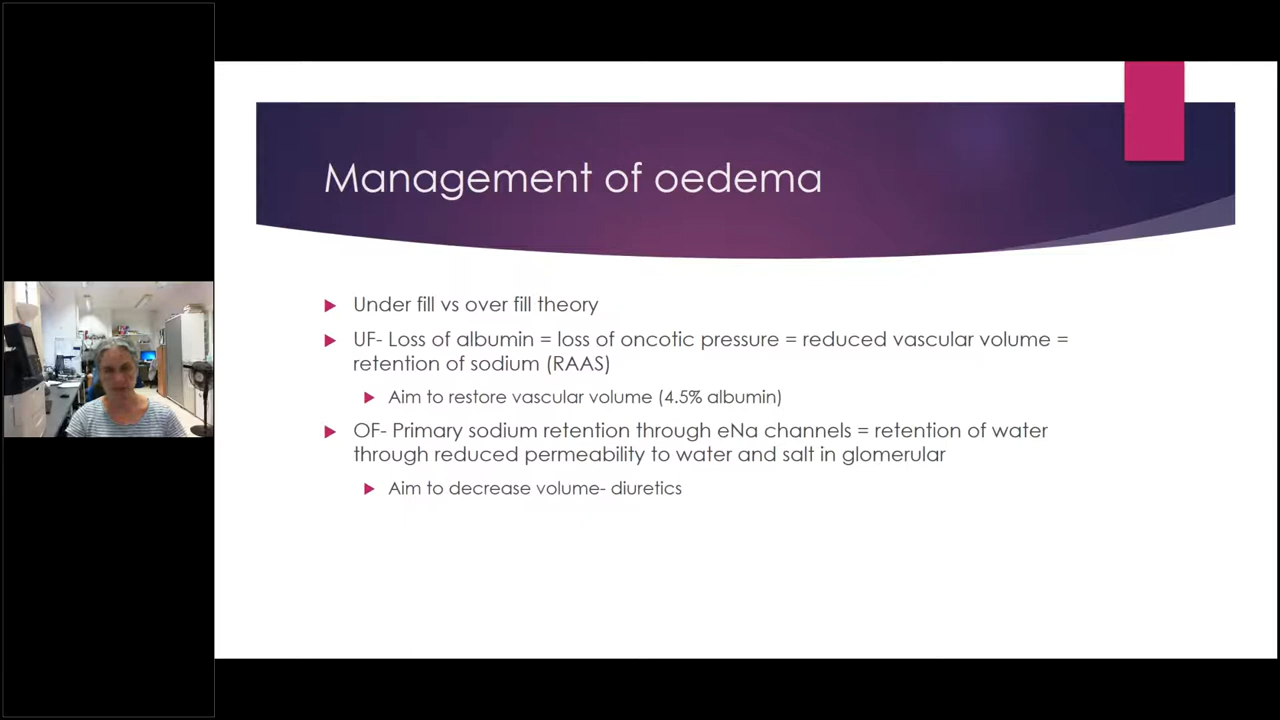 Management of oedema
Under fill vs over fill theory
UF- Loss of albumin = loss of oncotic pressure = reduced vascular volume =
retention of sodium (RAAS)
Aim to restore vascular volume (4.5% albumin)
OF- Primary sodium retention through eNa channels = retention of water
through reduced permeability to water and salt in glomerular
Aim to decrease volume- diuretics